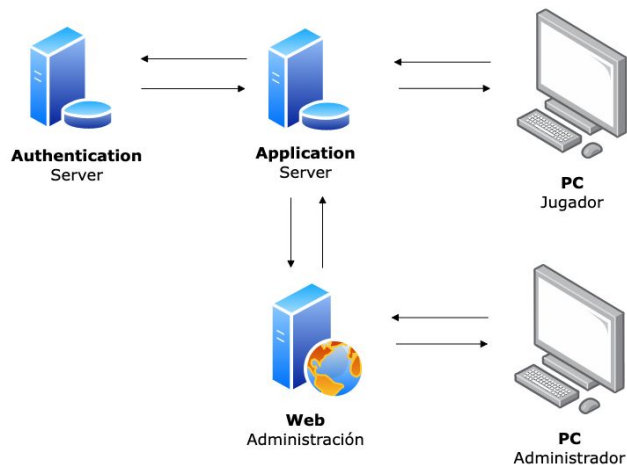 Authentication
Server
Application
Server
PC
Jugador
Web
Administración
PC
Administrador